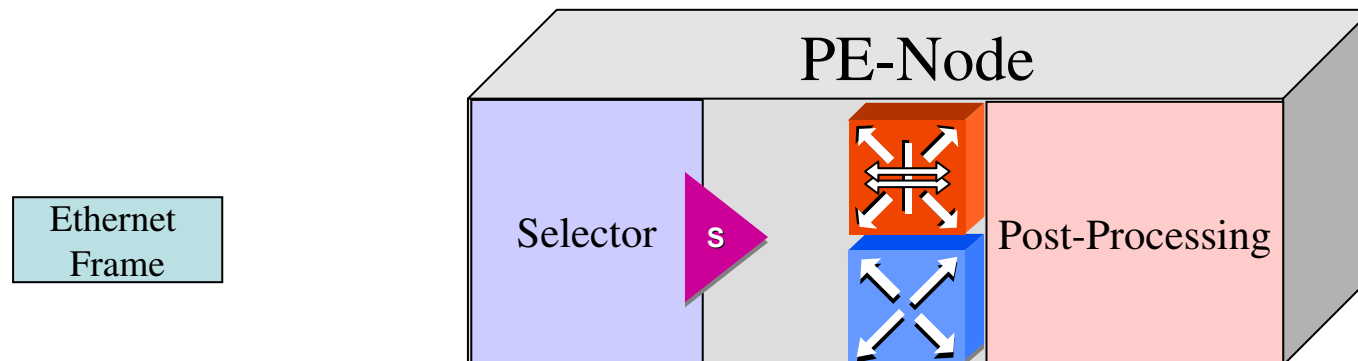 PE-Node
Ethernet
Frame
Selector
S
Post-Processing